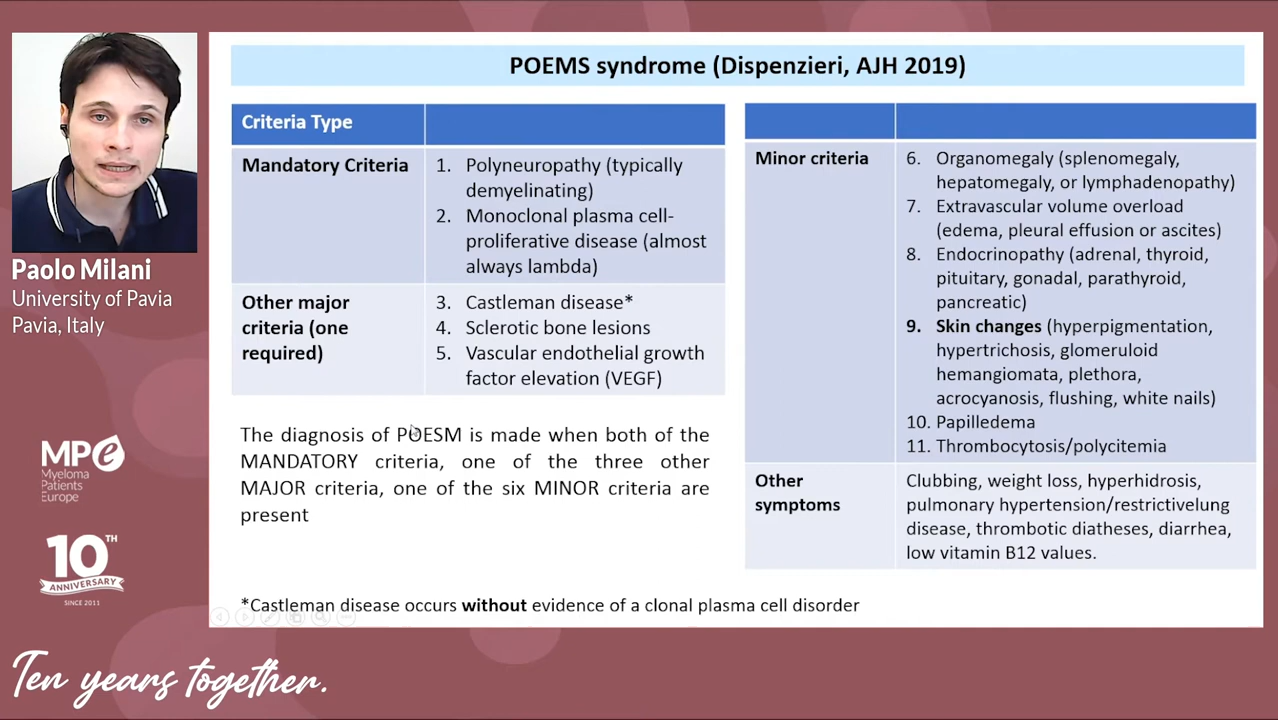 POEMS syndrome (Dispenzieri, AJH 2019)
Criteria Type
Mandatory Criteria
1. Polyneuropathy (typically
demyelinating)
2. Monoclonal plasma cell-
proliferative disease (almost
always lambda)
Other major
criteria (one
required)
3. Castleman disease*
4. Sclerotic bone lesions
5. Vascular endothelial growth
factor elevation (VEGF)
The diagnosis of POESM is made when both of the
MANDATORY criteria, one of the three other
MAJOR criteria, one of the six MINOR criteria are
present
Minor criteria
6. Organomegaly (splenomegaly,
hepatomegaly, or lymphadenopathy)
7. Extravascular volume overload
(edema, pleural effusion or ascites)
8. Endocrinopathy (adrenal, thyroid,
pituitary, gonadal, parathyroid,
pancreatic)
9. Skin changes (hyperpigmentation,
hypertrichosis, glomeruloid
hemangiomata, plethora,
acrocyanosis, flushing, white nails)
10. Papilledema
11. Thrombocytosis/polycitemia
Other
symptoms
Clubbing, weight loss, hyperhidrosis,
pulmonary hypertension/restrictivelung
disease, thrombotic diatheses, diarrhea,
low vitamin B12 values.
*Castleman disease occurs without evidence of a clonal plasma cell disorder
Paolo Milani
University of Pavia
Pavia, Italy
MPe
Myeloma
Patients
Europe
10TH
ANNIVERSARY
SINCE 2011
Ten years together.